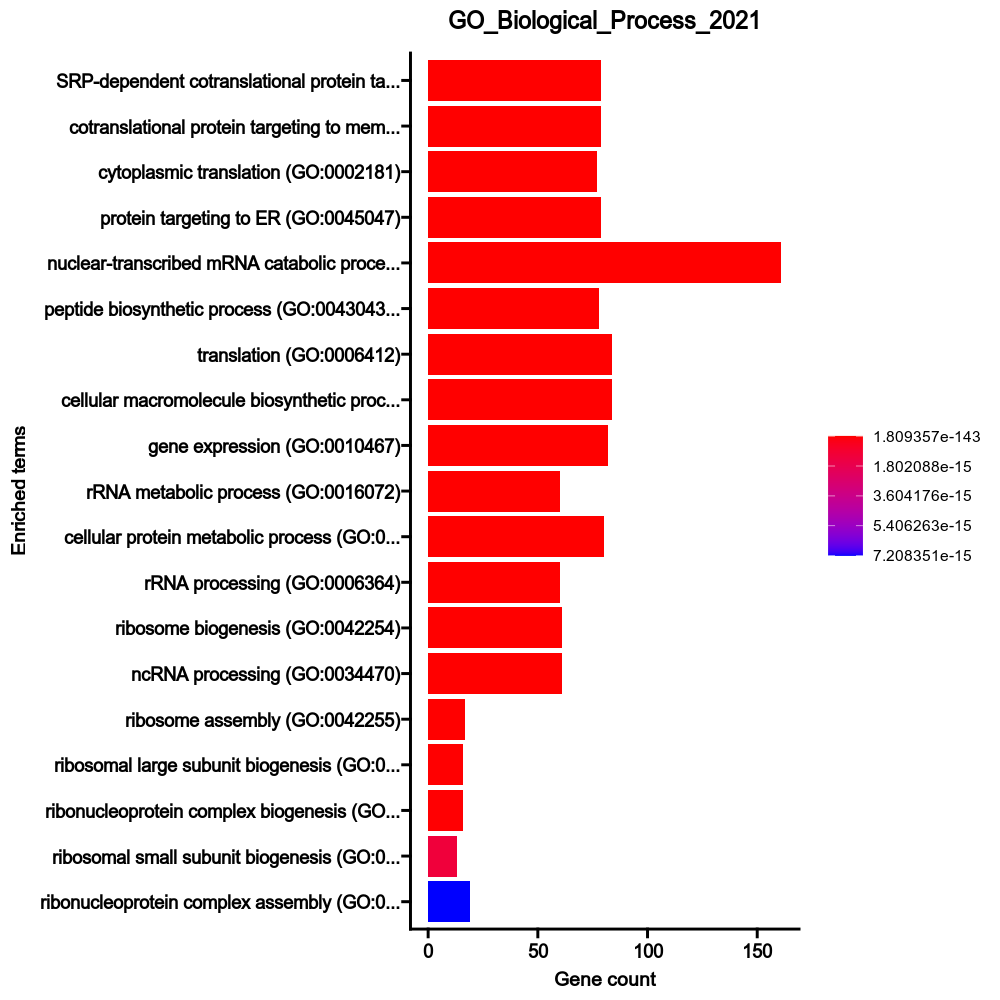 GO_Biological_Process_2021
SRP-dependent cotranslational protein ta...
cotranslational protein targeting to mem...
cytoplasmic translation (GO:0002181)
protein targeting to ER (GO:0045047)
nuclear-transcribed mRNA catabolic proce...
peptide biosynthetic process (GO:0043043...
translation (GO:0006412)
cellular macromolecule biosynthetic proc...
gene expression (GO:0010467)
rRNA metabolic process (GO:0016072)
cellular protein metabolic process (GO:0...
rRNA processing (GO:0006364)
ribosome biogenesis (GO:0042254)
ncRNA processing (GO:0034470)
ribosome assembly (GO:0042255)
ribosomal large subunit biogenesis (GO:0...
ribonucleoprotein complex biogenesis (GO...
ribosomal small subunit biogenesis (GO:0...
ribonucleoprotein complex assembly (GO:0...
Enriched terms
0 50 100 150
Gene count
1.809357e-143
1.802088e-15
3.604176e-15
5.406263e-15
7.208351e-15